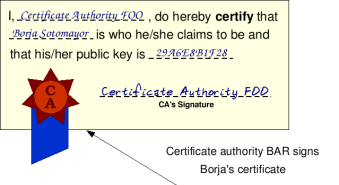 I, Certificate Authority FOO, do hereby certify that
Borja Sotomayor is who he/she claims to be and
that his/her public key is 29A6E8B1F28
CA
Certificate Authority FOO
CA's Signature
Certificate authority BAR signs
Borja's certificate